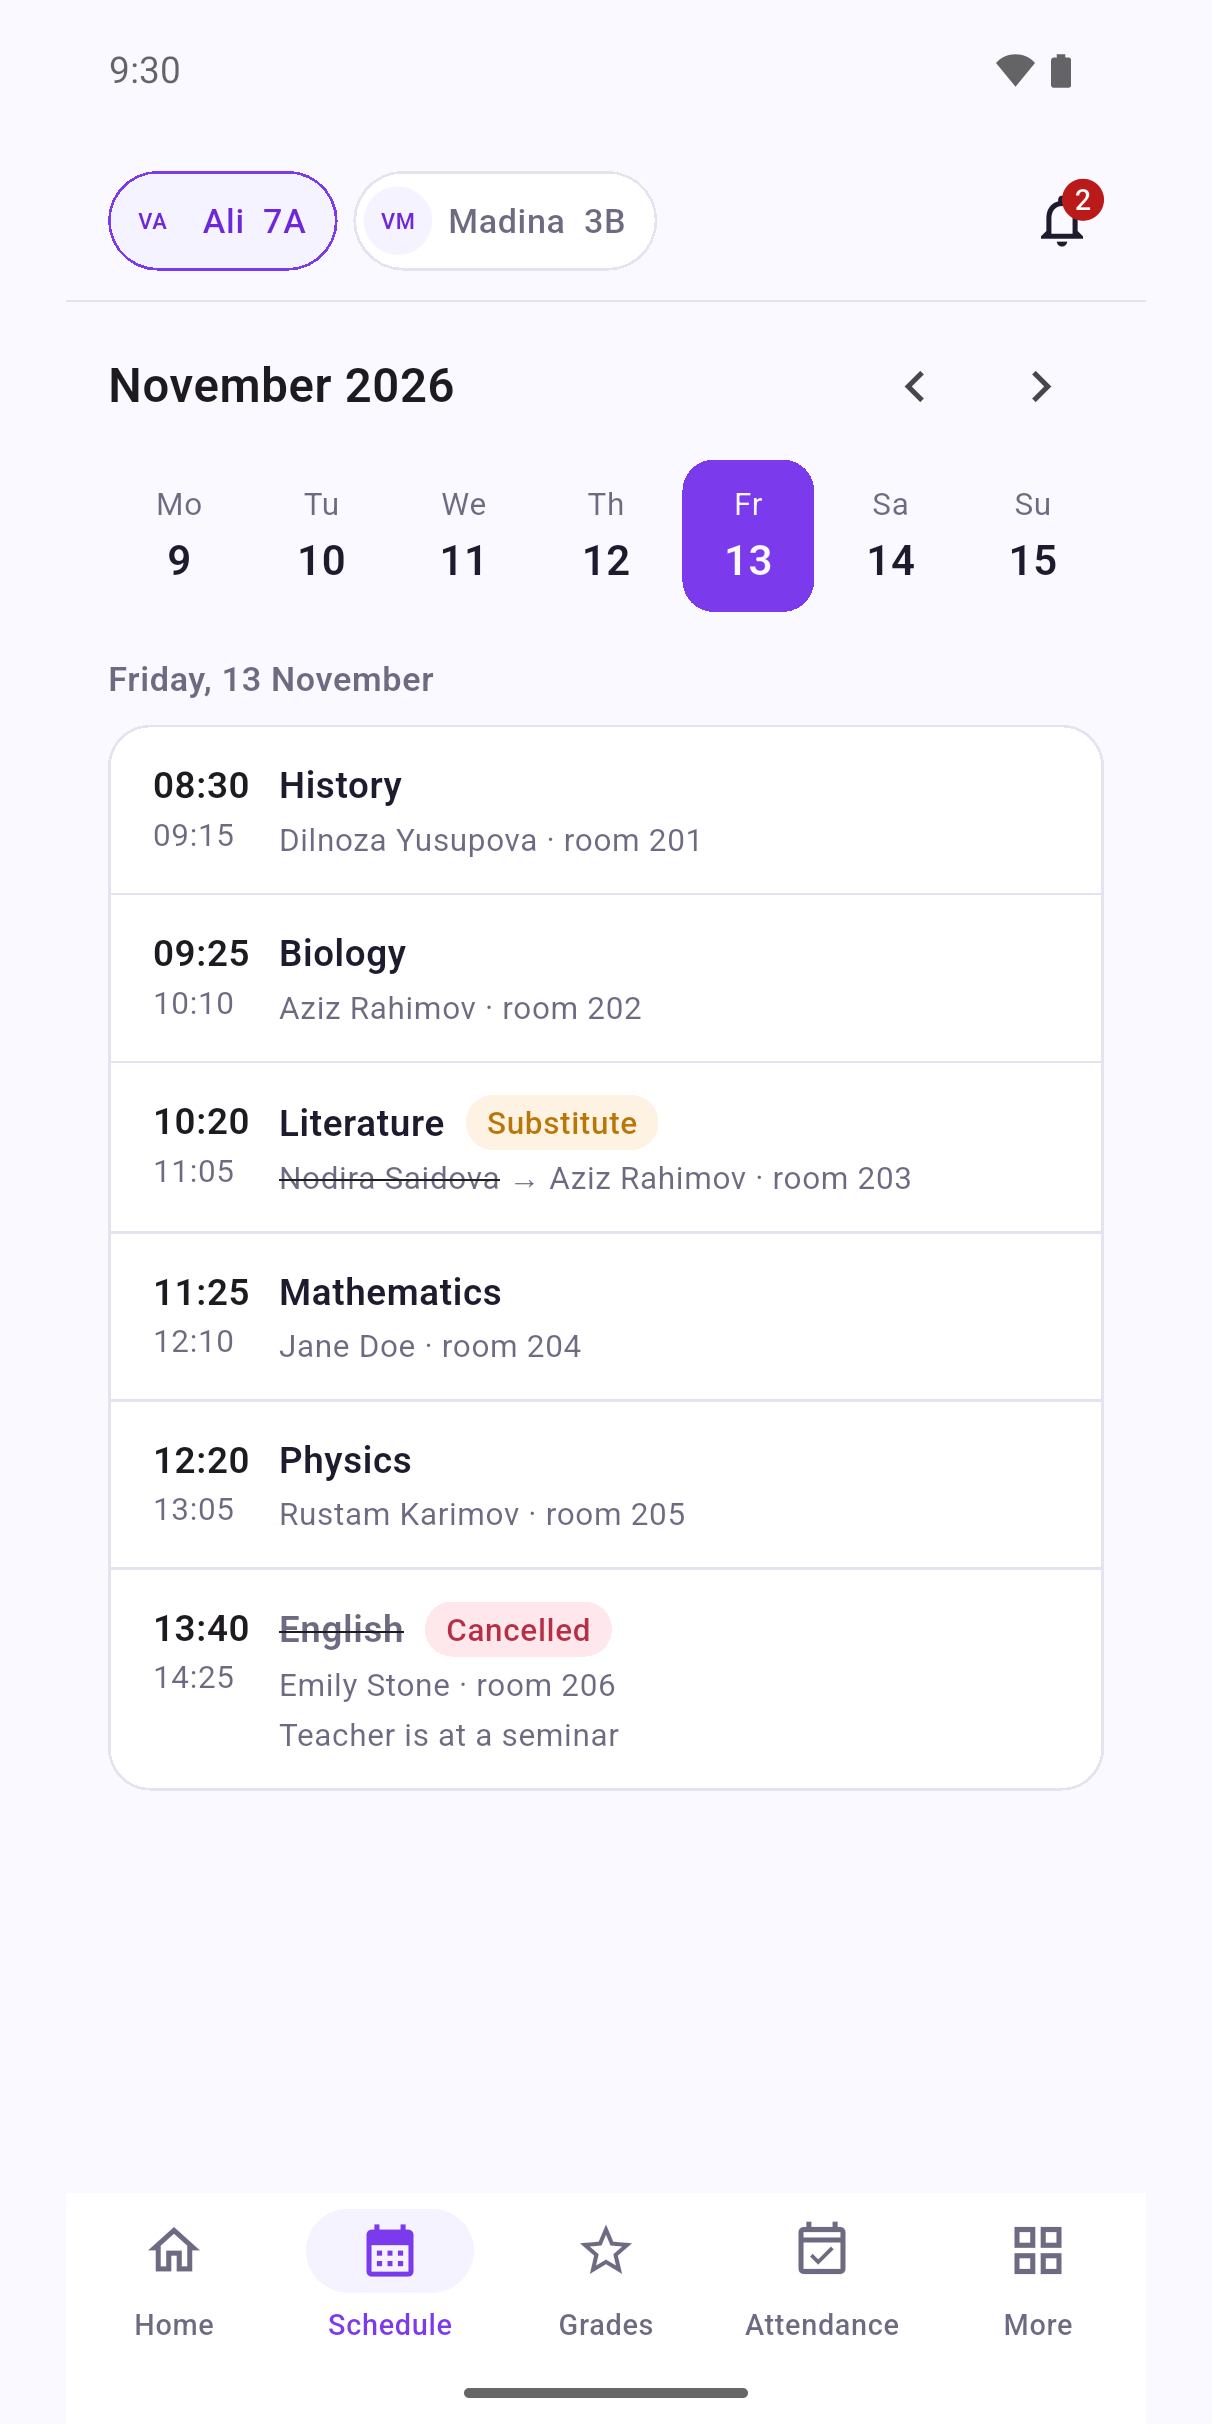 9:30
VA Ali 7A VM Madina 3B 2
November 2026
Mo Tu We Th Fr Sa Su
9 10 11 12 13 14 15
Friday, 13 November
08:30 History
09:15 Dilnoza Yusupova · room 201
09:25 Biology
10:10 Aziz Rahimov · room 202
10:20 Literature Substitute
11:05 Nodira Saidova → Aziz Rahimov · room 203
11:25 Mathematics
12:10 Jane Doe · room 204
12:20 Physics
13:05 Rustam Karimov · room 205
13:40 English Cancelled
14:25 Emily Stone · room 206
Teacher is at a seminar
Home Schedule Grades Attendance More